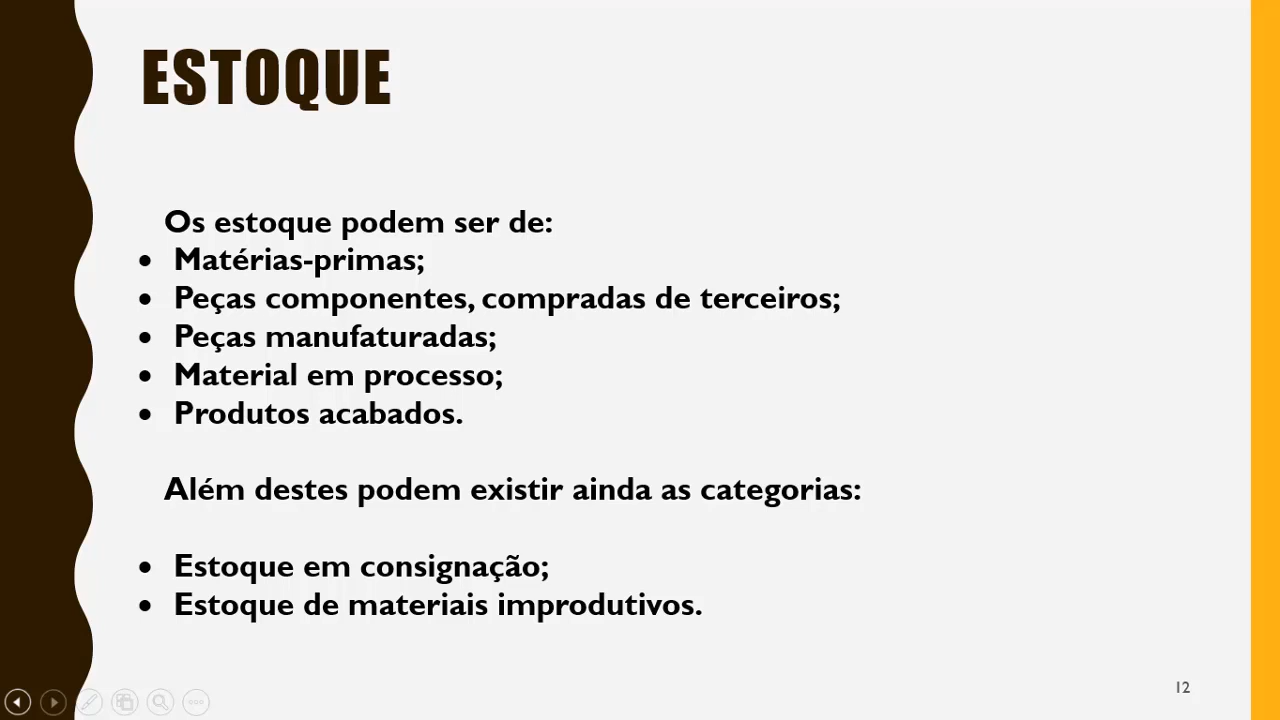 ESTOQUE
Os estoque podem ser de:
• Matérias-primas;
• Peças componentes, compradas de terceiros;
• Peças manufaturadas;
• Material em processo;
• Produtos acabados.
Além destes podem existir ainda as categorias:
• Estoque em consignação;
• Estoque de materiais improdutivos.
12